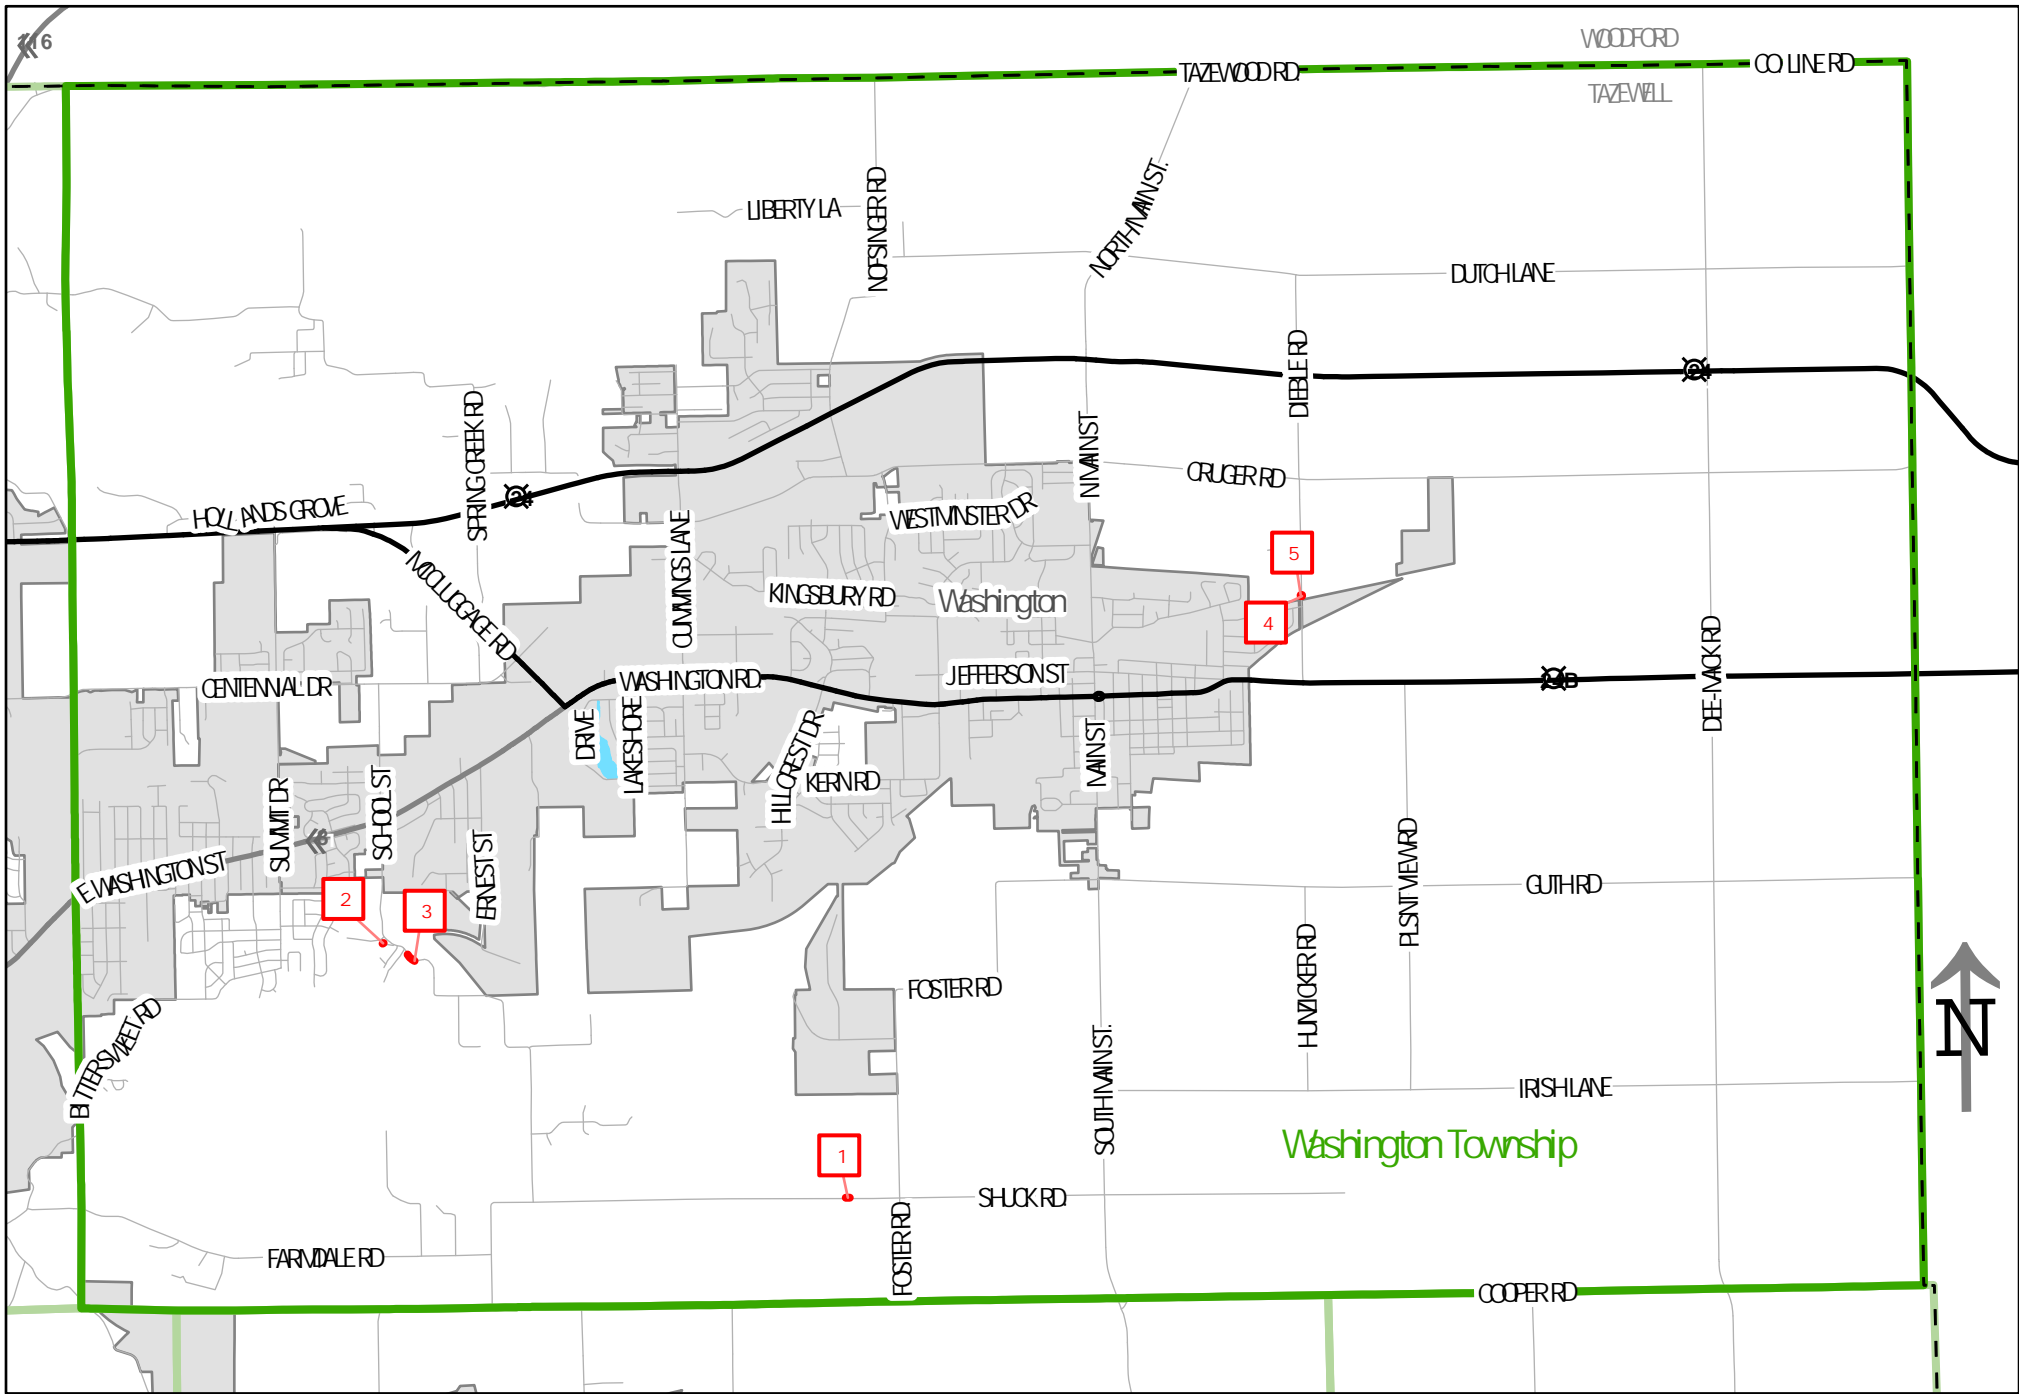 116
WOODFORD
TAZEWOOD RD.
CO LINE RD
TAZEWELL
LIBERTY LA
NOFSINGER RD
NORTH MAIN ST.
DUTCH LANE
DIEBLE RD
24
SPRING CREEK RD
N MAIN ST
CRUGER RD
24
HOLLANDS GROVE
WESTMINSTER DR
CUMMINGS LANE
MCCLUGGAGE RD
5
KINGSBURY RD
Washington
4
DEE-MACK RD
CENTENNIAL DR
WASHINGTON RD.
JEFFERSON ST
DRIVE
LAKESHORE
HILLCREST DR
KERN RD
MAIN ST
SUMMIT DR
SCHOOL ST
8
E. WASHINGTON ST
ERNEST ST
PLSNT VIEW RD
GUTH RD
2
3
HUNZICKER RD
FOSTER RD
BITTERSWEET RD
N
SOUTH MAIN ST.
IRISH LANE
Washington Township
1
SHUCK RD.
FOSTER RD.
FARMDALE RD
COOPER RD